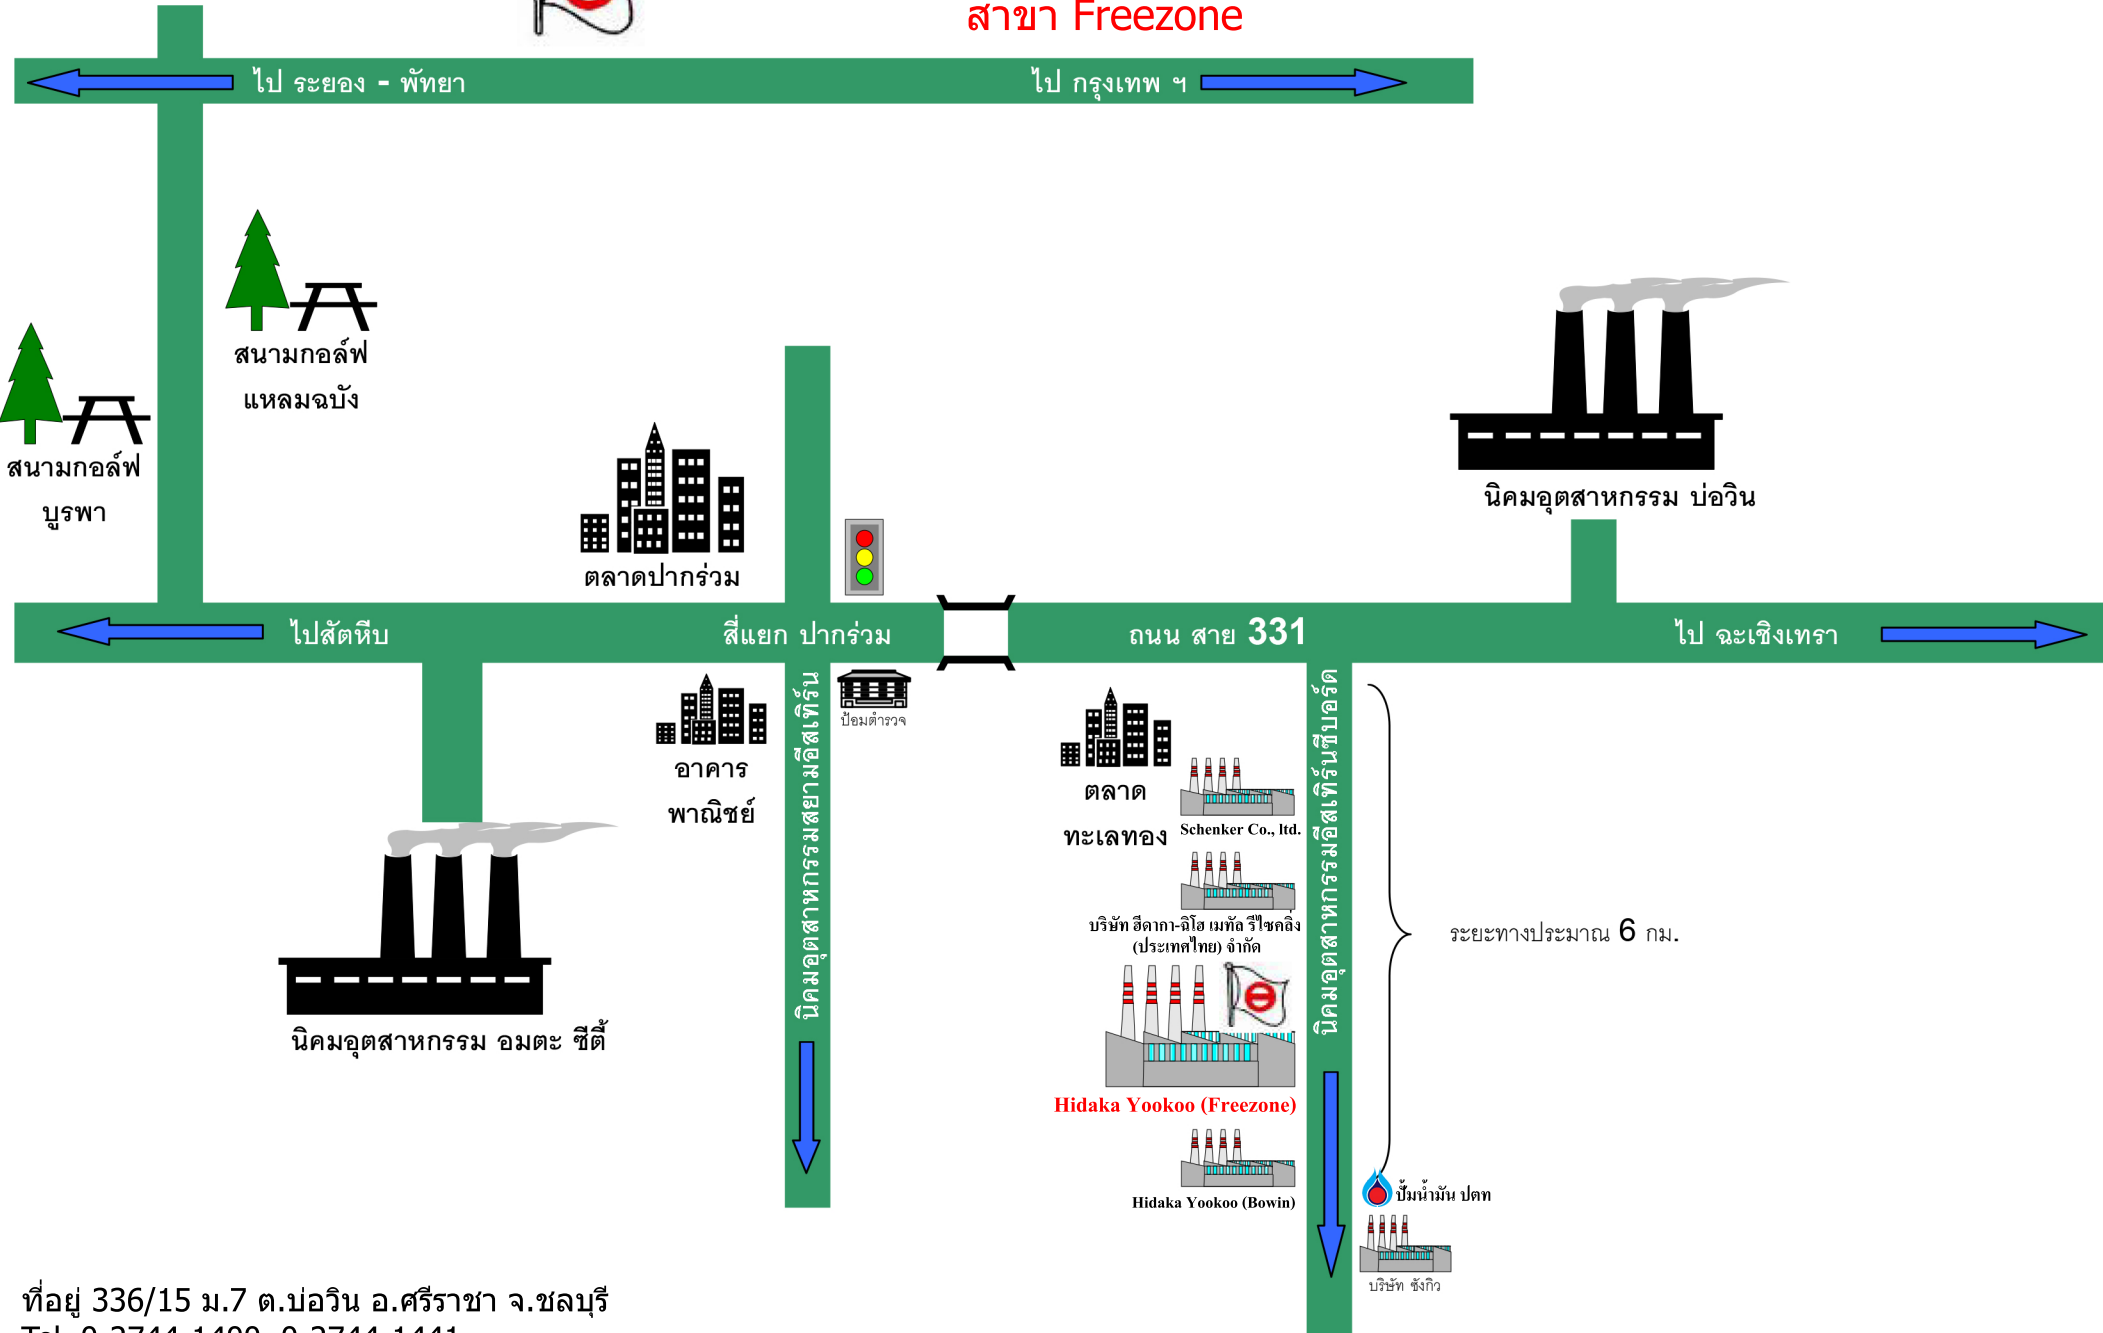 สาขา Freezone
ไป ระยอง - พัทยา
ไป กรุงเทพ ฯ
สนามกอล์ฟ
แหลมฉบัง
สนามกอล์ฟ
บูรพา
ตลาดปากร่วม
นิคมอุตสาหกรรม บ่อวิน
ไปสัตหีบ
สี่แยก ปากร่วม
ถนน สาย 331
ไป ฉะเชิงเทรา
อาคาร
พาณิชย์
นิคมอุตสาหกรรมสยามอีสเทิร์น
ป้อมตำรวจ
ตลาด
ทะเลทอง
Schenker Co., ltd.
บริษัท ฮีดากา-ฉิโฮ เมทัล รีไซคลิ่ง
(ประเทศไทย) จำกัด
นิคมอุตสาหกรรมอีสเทิร์นซีบอร์ด
ระยะทางประมาณ 6 กม.
นิคมอุตสาหกรรม อมตะ ซีตี้
Hidaka Yookoo (Freezone)
Hidaka Yookoo (Bowin)
ปั้มน้ำมัน ปตท
บริษัท ซังกิว
ที่อยู่ 336/15 ม.7 ต.บ่อวิน อ.ศรีราชา จ.ชลบุรี